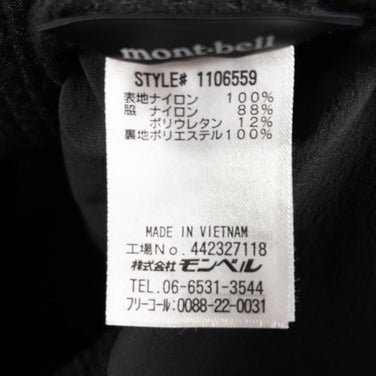 mont-bell
STYLE# 1106559
表地ナイロン 100%
脇 ナイロン 88%
ポリウレタン 12%
裏地ポリエステル 100%
MADE IN VIETNAM
工場No. 442327118
株式会社モンベル
TEL. 06-6531-3544
フリーコール:0088-22-0031